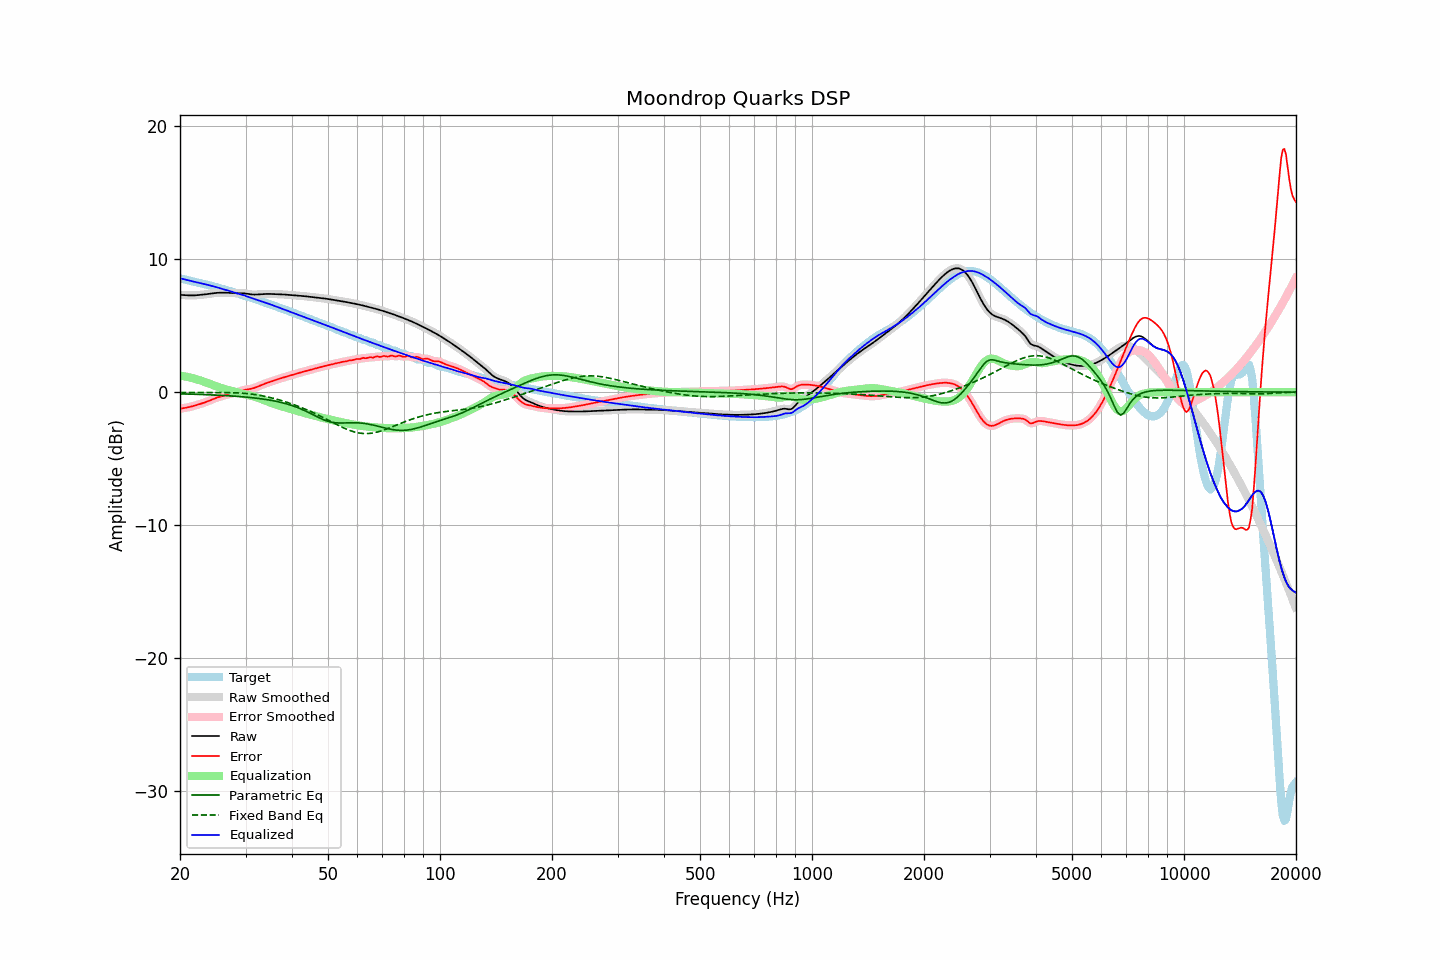 Moondrop Quarks DSP
20
10
0
−10
−20
−30
Amplitude (dBr)
20
50
100
200
500
1000
2000
5000
10000
20000
Frequency (Hz)
Target
Raw Smoothed
Error Smoothed
Raw
Error
Equalization
Parametric Eq
Fixed Band Eq
Equalized